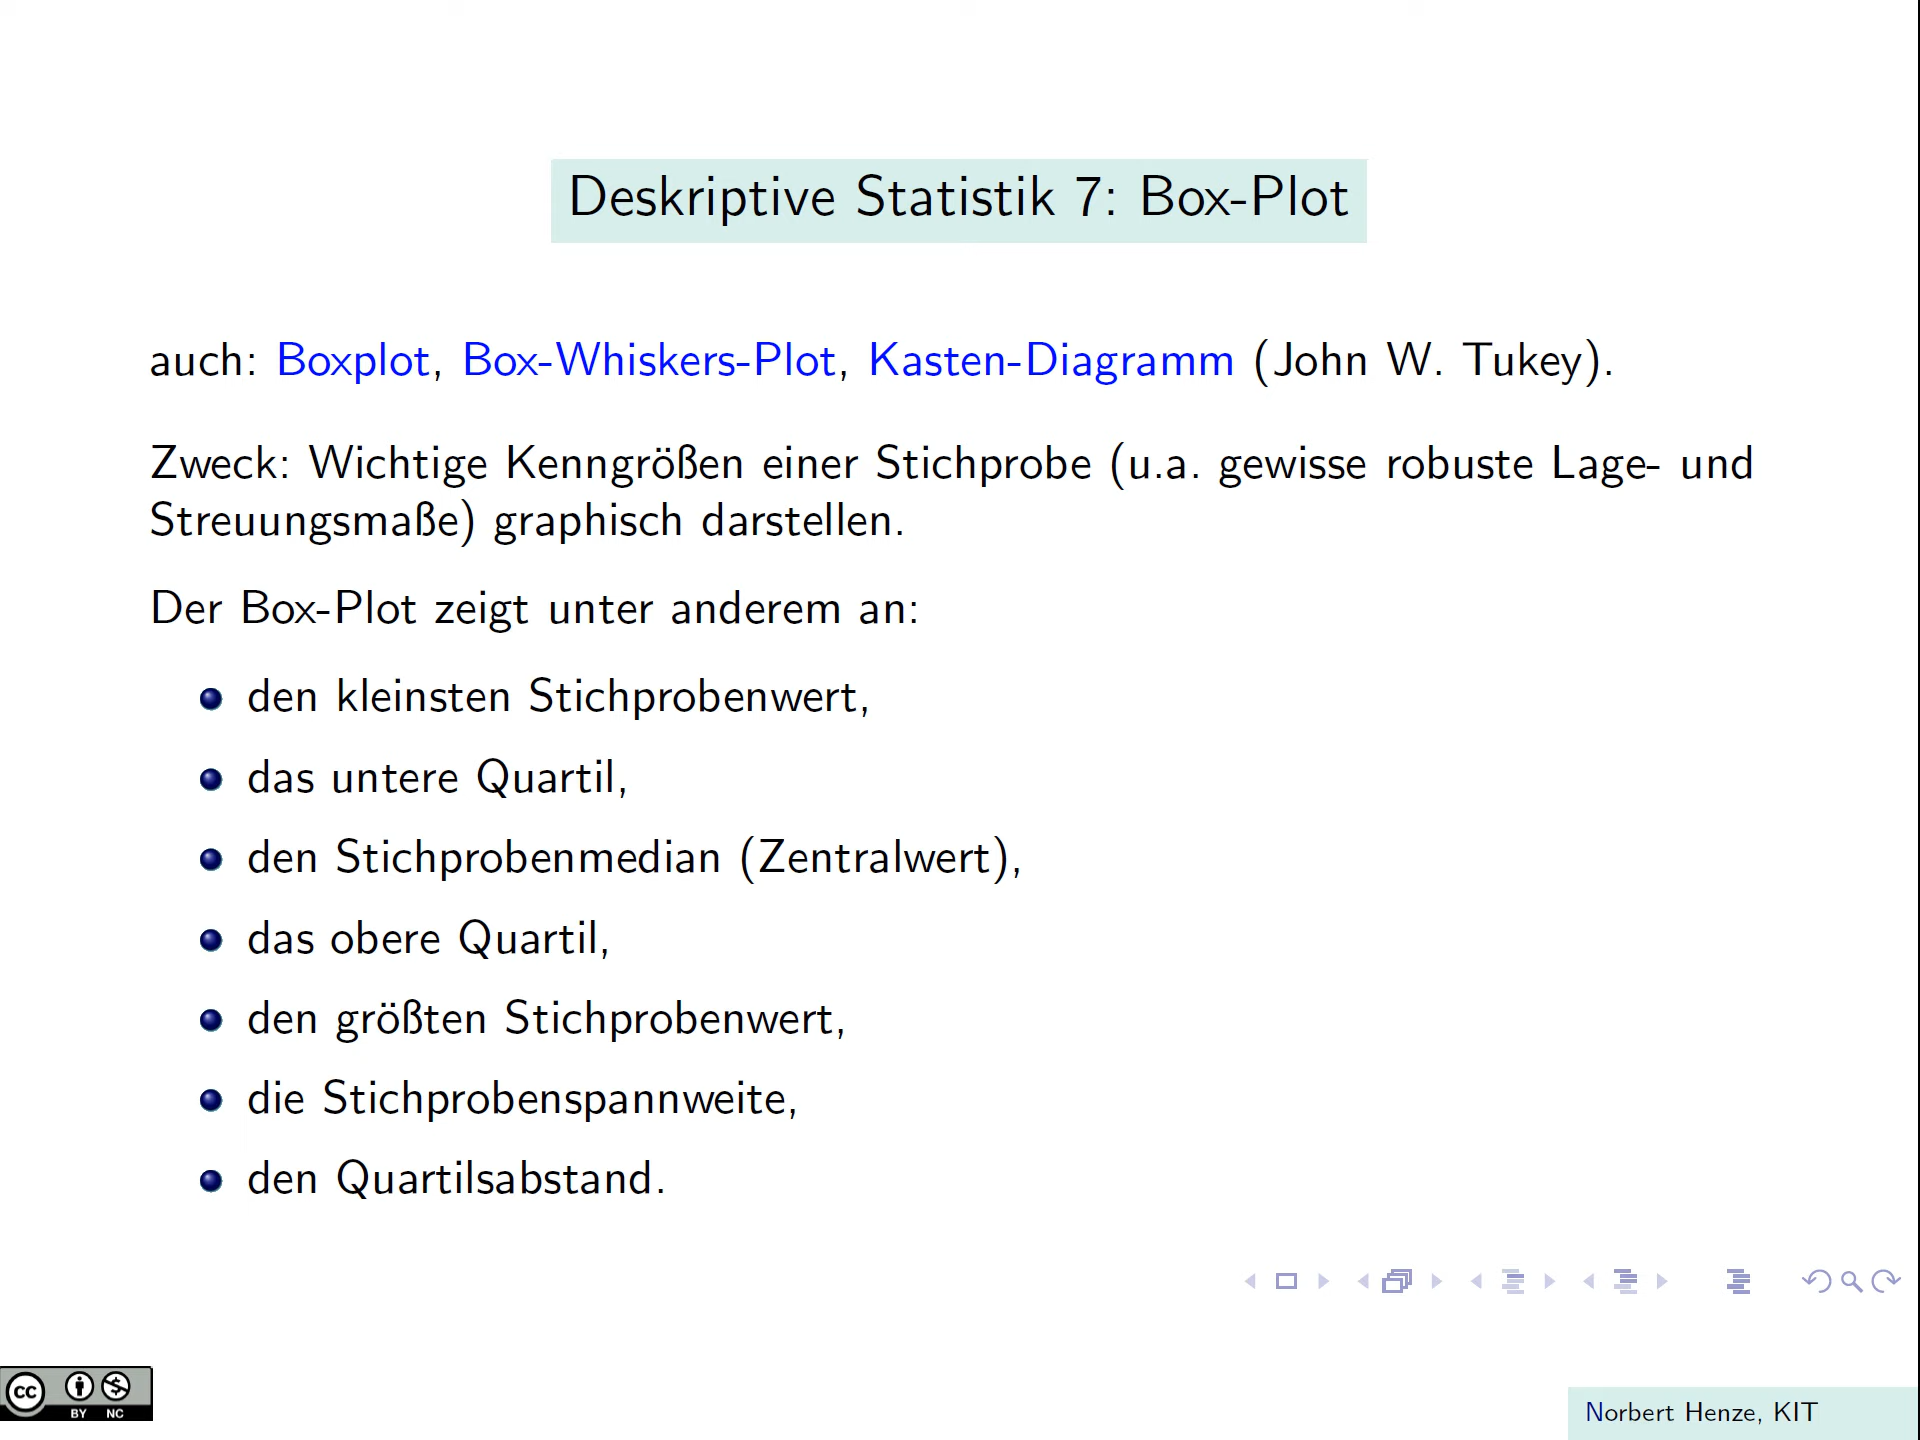 Deskriptive Statistik 7: Box-Plot
auch: Boxplot, Box-Whiskers-Plot, Kasten-Diagramm (John W. Tukey).
Zweck: Wichtige Kenngrößen einer Stichprobe (u.a. gewisse robuste Lage- und
Streuungsmaße) graphisch darstellen.
Der Box-Plot zeigt unter anderem an:
den kleinsten Stichprobenwert,
das untere Quartil,
den Stichprobenmedian (Zentralwert),
das obere Quartil,
den größten Stichprobenwert,
die Stichprobenspannweite,
den Quartilsabstand.
cc BY NC
Norbert Henze, KIT